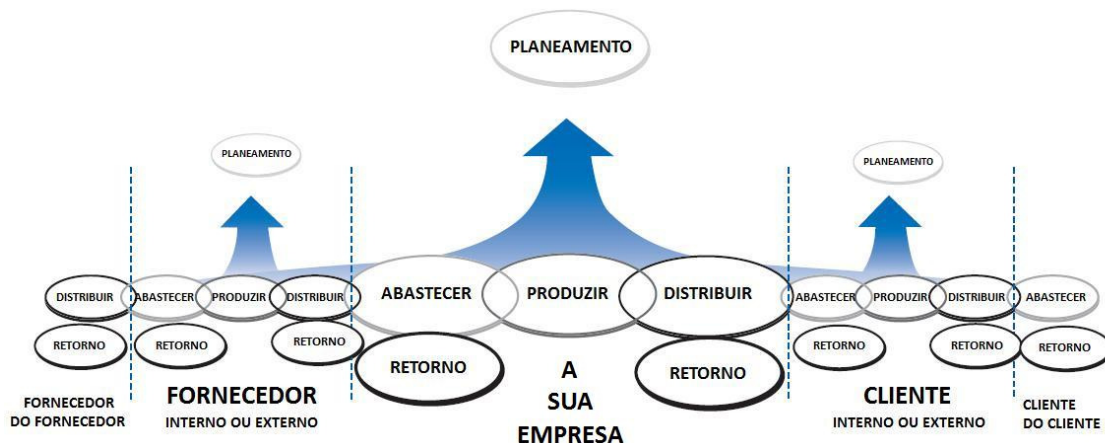 PLANEAMENTO
PLANEAMENTO
PLANEAMENTO
DISTRIBUIR
ABASTECER
PRODUZIR
DISTRIBUIR
ABASTECER
PRODUZIR
DISTRIBUIR
ABASTECER
PRODUZIR
DISTRIBUIR
ABASTECER
RETORNO
RETORNO
RETORNO
RETORNO
RETORNO
RETORNO
RETORNO
RETORNO
FORNECEDOR
DO FORNECEDOR
FORNECEDOR
INTERNO OU EXTERNO
A
SUA
EMPRESA
CLIENTE
INTERNO OU EXTERNO
CLIENTE
DO CLIENTE